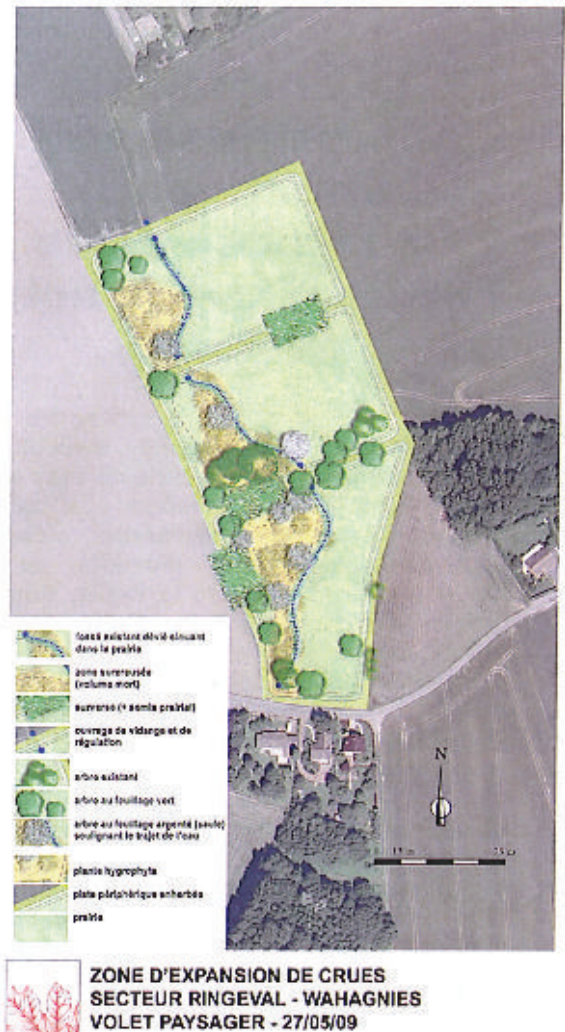 fossé existant dévié sinuant
dans la prairie
zone surcreusée
(volume mort)
surverse (+ semis prairial)
ouvrage de vidange et de
régulation
arbre existant
arbre au feuillage vert
arbre au feuillage argenté (saule)
soulignant le trajet de l'eau
plante hygrophyte
piste périphérique enherbée
prairie
N
ZONE D'EXPANSION DE CRUES
SECTEUR RINGEVAL - WAHAGNIES
VOLET PAYSAGER - 27/05/09